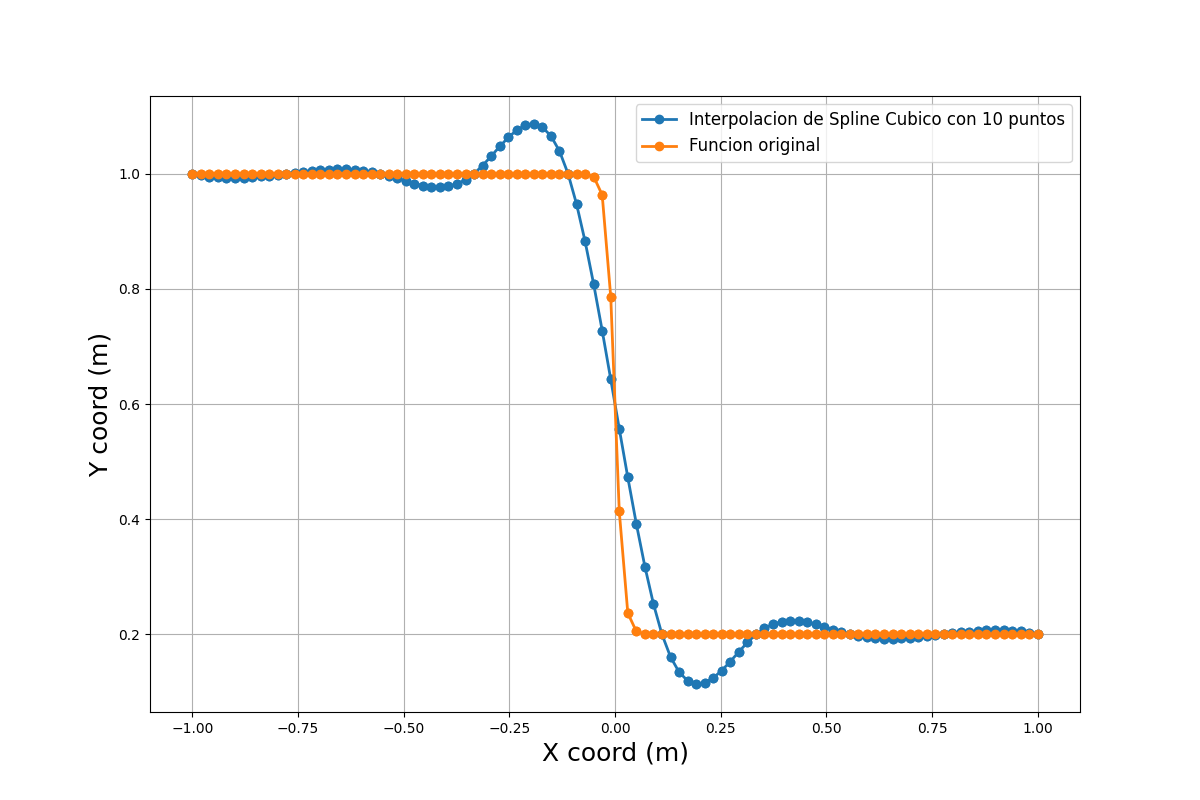 Interpolacion de Spline Cubico con 10 puntos
Funcion original
1.0
0.8
0.6
0.4
0.2
Y coord (m)
−1.00 −0.75 −0.50 −0.25 0.00 0.25 0.50 0.75 1.00
X coord (m)